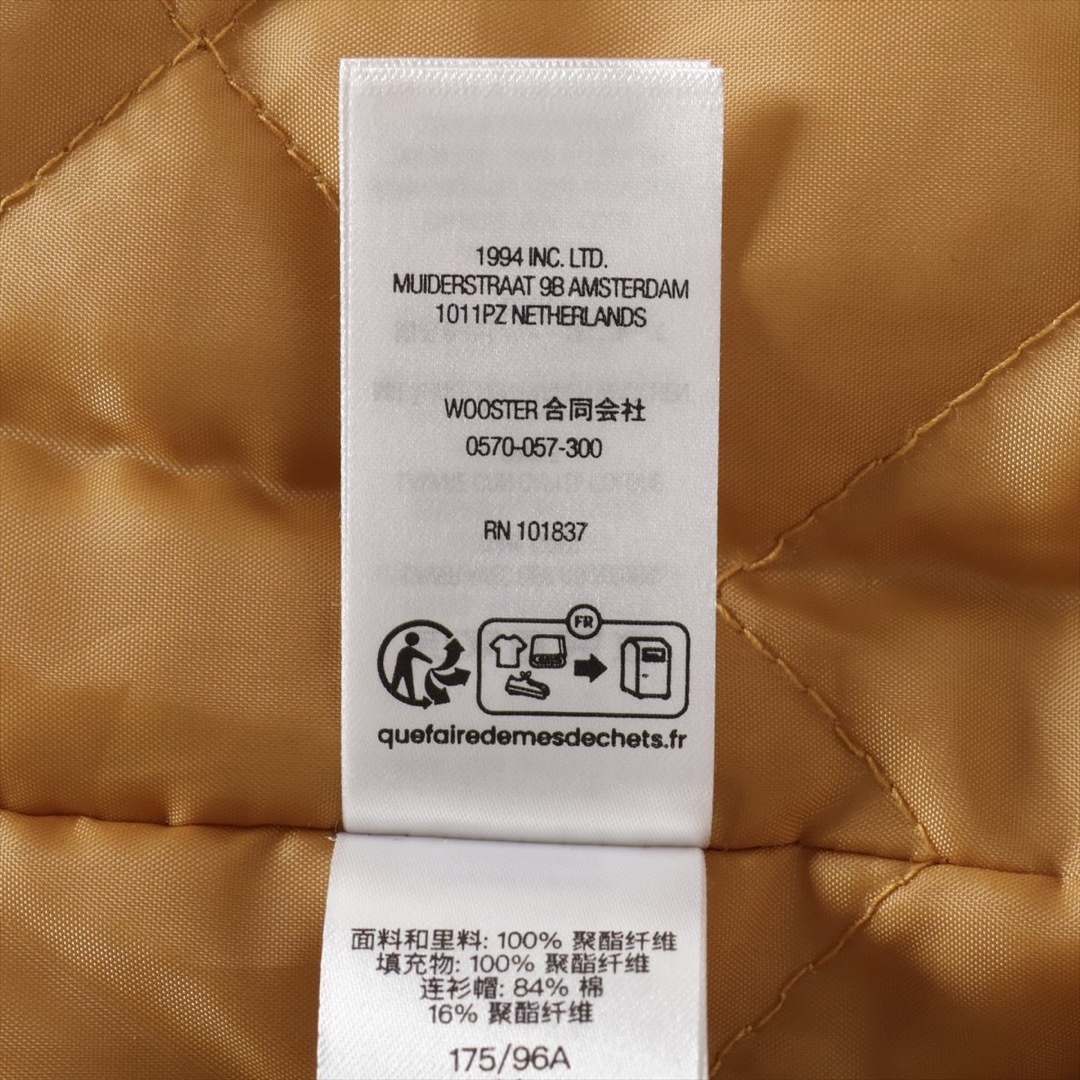 1994 INC. LTD.
MUIDERSTRAAT 9B AMSTERDAM
1011PZ NETHERLANDS
WOOSTER 合同会社
0570-057-300
RN 101837
FR
quefairedemesdechets.fr
面料和里料: 100% 聚酯纤维
填充物: 100% 聚酯纤维
连衫帽: 84% 棉
16% 聚酯纤维
175/96A